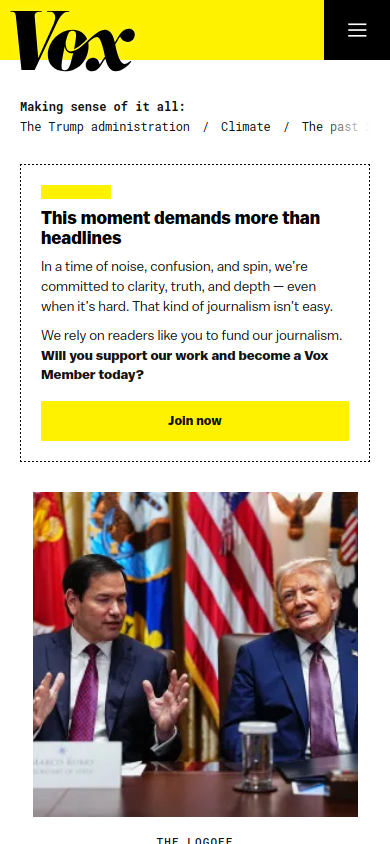 Vox
Making sense of it all:
The Trump administration / Climate / The past
This moment demands more than
headlines
In a time of noise, confusion, and spin, we're
committed to clarity, truth, and depth — even
when it's hard. That kind of journalism isn't easy.
We rely on readers like you to fund our journalism.
Will you support our work and become a Vox
Member today?
Join now
MARCO RUBIO
THE LOGOFF